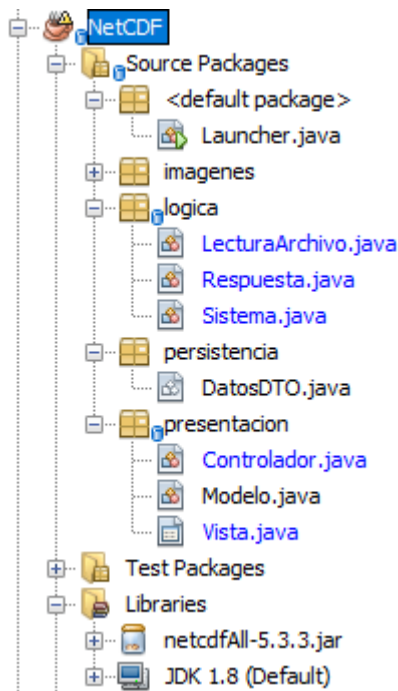 NetCDF
Source Packages
<default package>
Launcher.java
imagenes
logica
LecturaArchivo.java
Respuesta.java
Sistema.java
persistencia
DatosDTO.java
presentacion
Controlador.java
Modelo.java
Vista.java
Test Packages
Libraries
netcdfAll-5.3.3.jar
JDK 1.8 (Default)